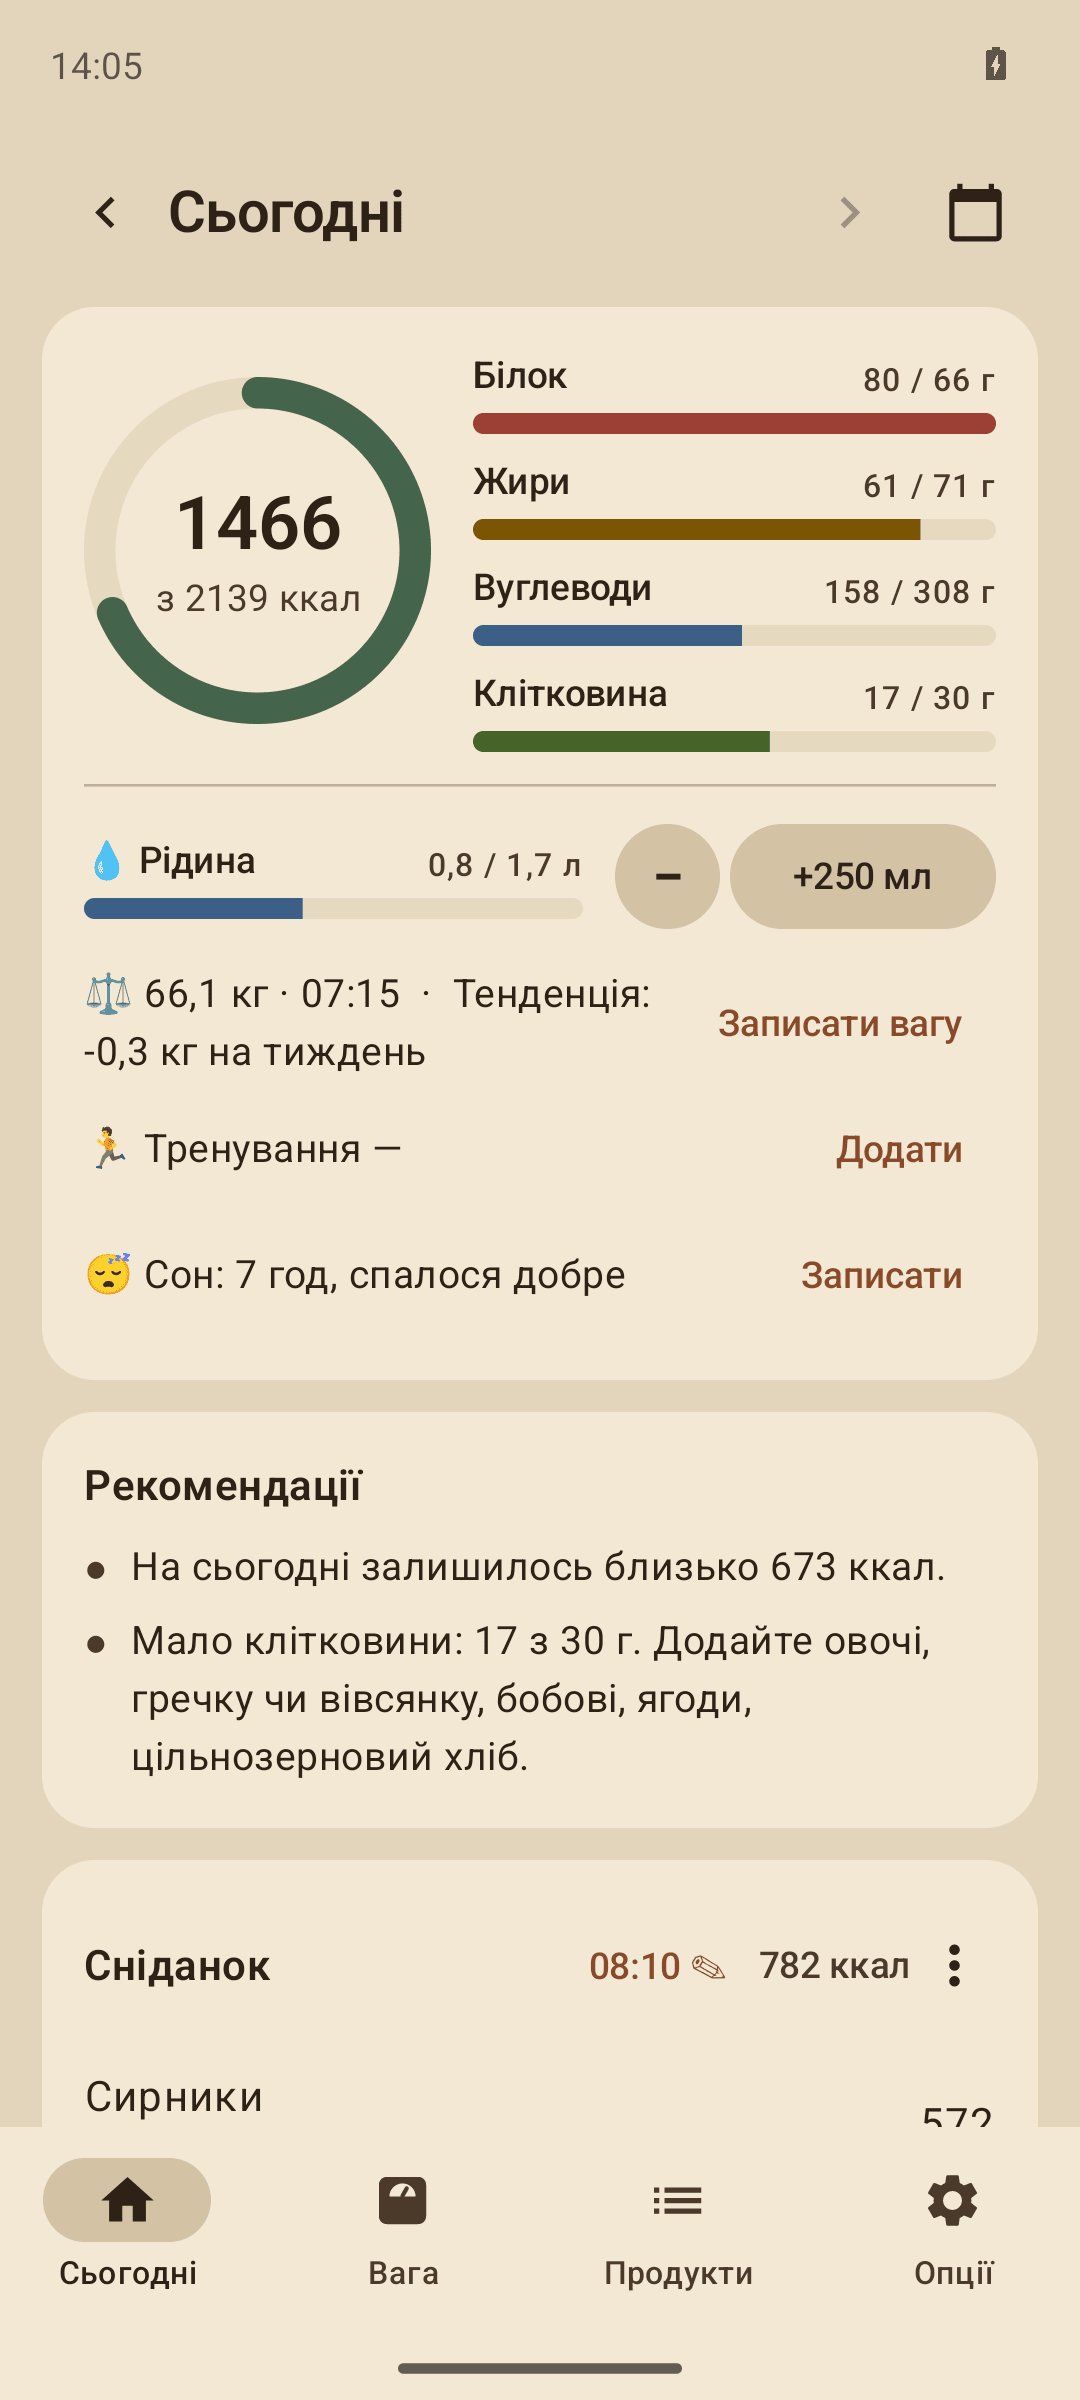 14:05
Сьогодні
1466
з 2139 ккал
Білок 80 / 66 г
Жири 61 / 71 г
Вуглеводи 158 / 308 г
Клітковина 17 / 30 г
Рідина 0,8 / 1,7 л
− +250 мл
66,1 кг · 07:15 · Тенденція:
-0,3 кг на тиждень
Записати вагу
Тренування —
Додати
Сон: 7 год, спалося добре
Записати
Рекомендації
• На сьогодні залишилось близько 673 ккал.
• Мало клітковини: 17 з 30 г. Додайте овочі,
гречку чи вівсянку, бобові, ягоди,
цільнозерновий хліб.
Сніданок 08:10 ✎ 782 ккал
Сирники
572
Сьогодні
Вага
Продукти
Опції